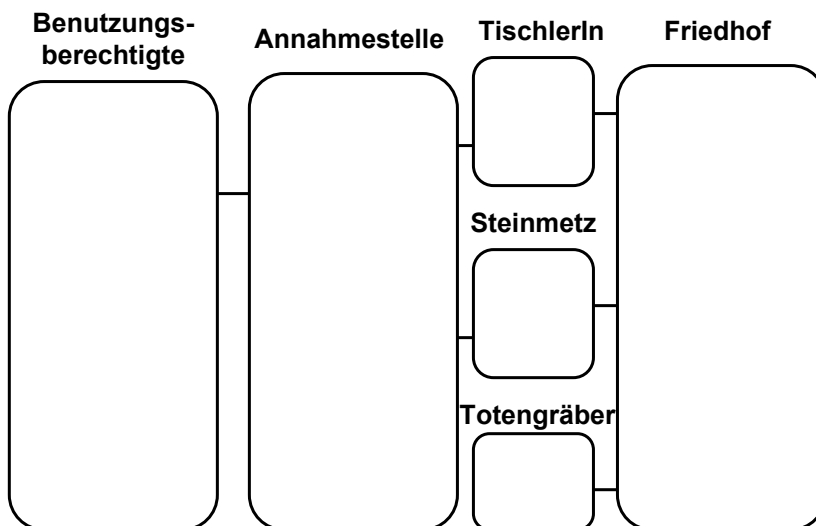 Benutzungs-
berechtigte
Annahmestelle
TischlerIn
Friedhof
Steinmetz
Totengräber